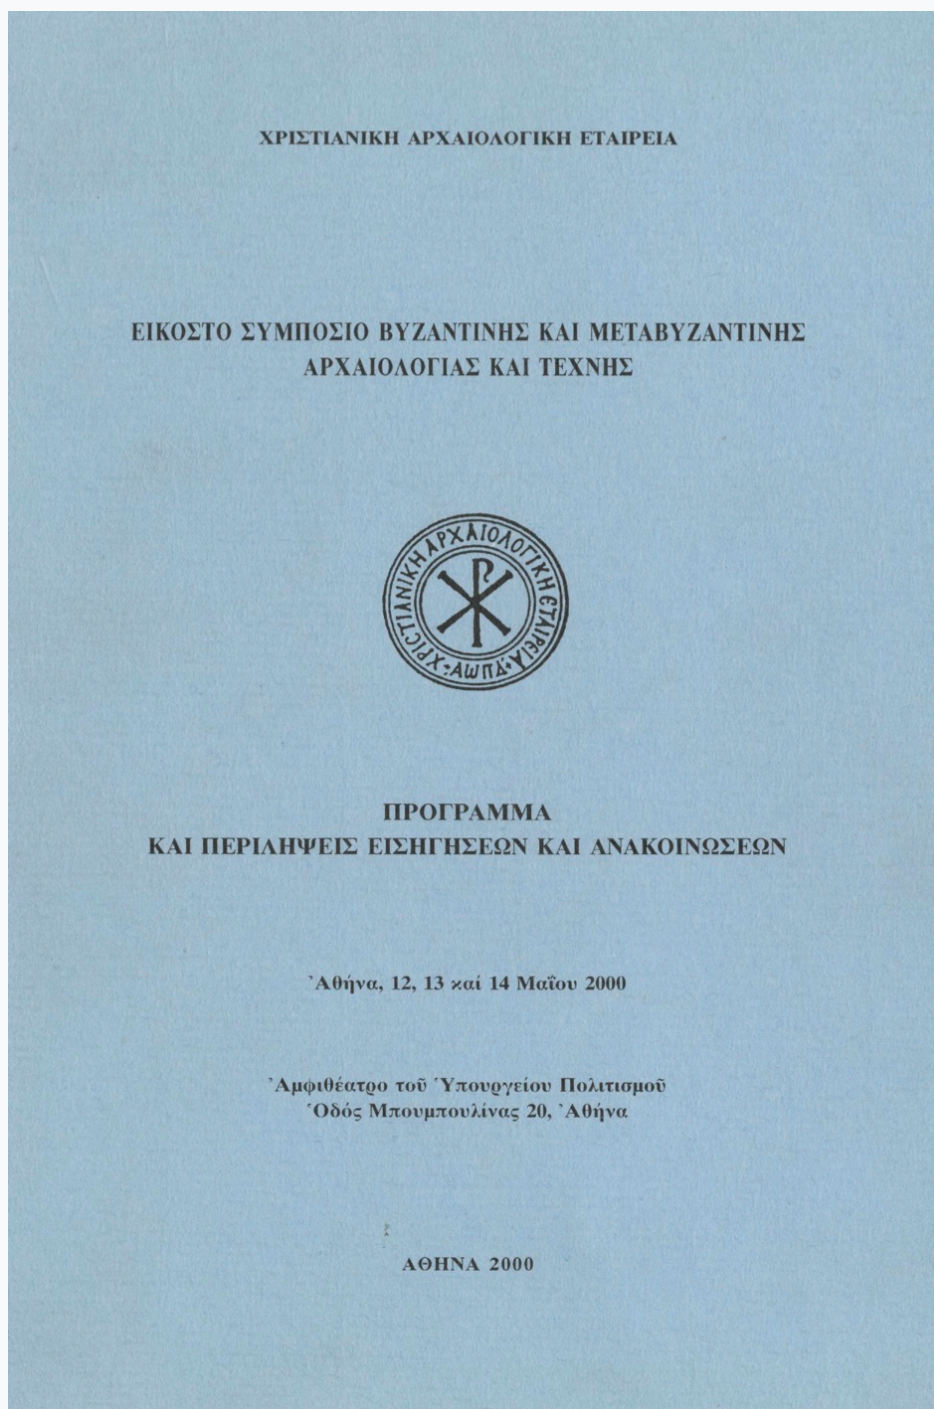 ΧΡΙΣΤΙΑΝΙΚΗ ΑΡΧΑΙΟΛΟΓΙΚΗ ΕΤΑΙΡΕΙΑ
ΕΙΚΟΣΤΟ ΣΥΜΠΟΣΙΟ ΒΥΖΑΝΤΙΝΗΣ ΚΑΙ ΜΕΤΑΒΥΖΑΝΤΙΝΗΣ
ΑΡΧΑΙΟΛΟΓΙΑΣ ΚΑΙ ΤΕΧΝΗΣ
ΧΡΙCΤΙΑΝΙΚΗ ΑΡΧΑΙΟΛΟΓΙΚΗ ΕΤΑΙΡΕΙΑ
ΑΩΠΔ
ΠΡΟΓΡΑΜΜΑ
ΚΑΙ ΠΕΡΙΛΗΨΕΙΣ ΕΙΣΗΓΗΣΕΩΝ ΚΑΙ ΑΝΑΚΟΙΝΩΣΕΩΝ
Ἀθήνα, 12, 13 καί 14 Μαΐου 2000
Ἀμφιθέατρο τοῦ Ὑπουργείου Πολιτισμοῦ
Ὁδός Μπουμπουλίνας 20, Ἀθήνα
ΑΘΗΝΑ 2000